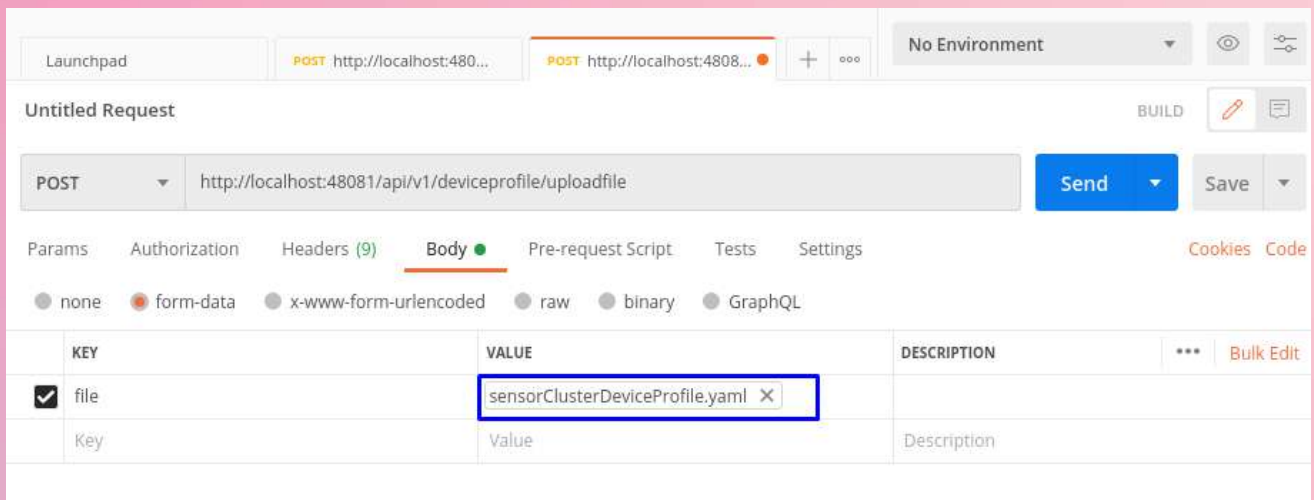 No Environment
Launchpad
POST http://localhost:480...
POST http://localhost:4808...
Untitled Request
BUILD
POST
http://localhost:48081/api/v1/deviceprofile/uploadfile
Send
Save
Params Authorization Headers (9) Body Pre-request Script Tests Settings Cookies Code
none form-data x-www-form-urlencoded raw binary GraphQL
KEY VALUE DESCRIPTION Bulk Edit
file sensorClusterDeviceProfile.yaml
Key Value Description